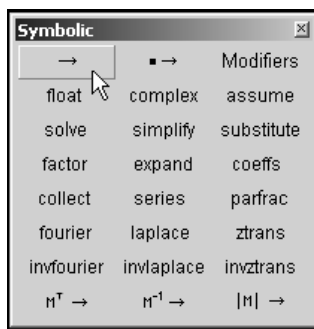 Symbolic ×
→ ▪ → Modifiers
float complex assume
solve simplify substitute
factor expand coeffs
collect series parfrac
fourier laplace ztrans
invfourier invlaplace invztrans
Mᵀ → M⁻¹ → |M| →